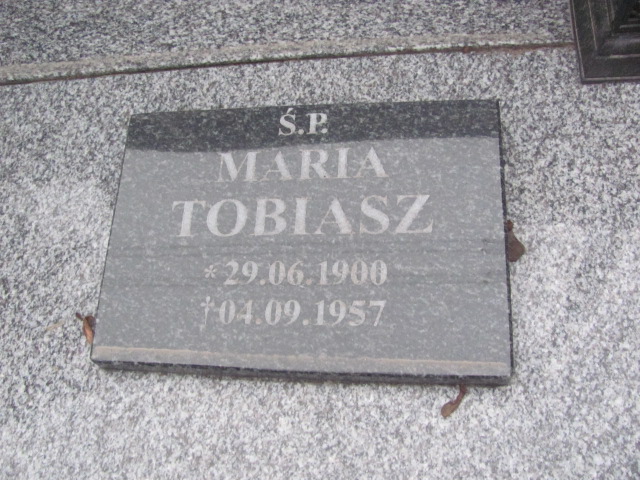 Ś.P.
MARIA
TOBIASZ
*29.06.1900
†04.09.1957